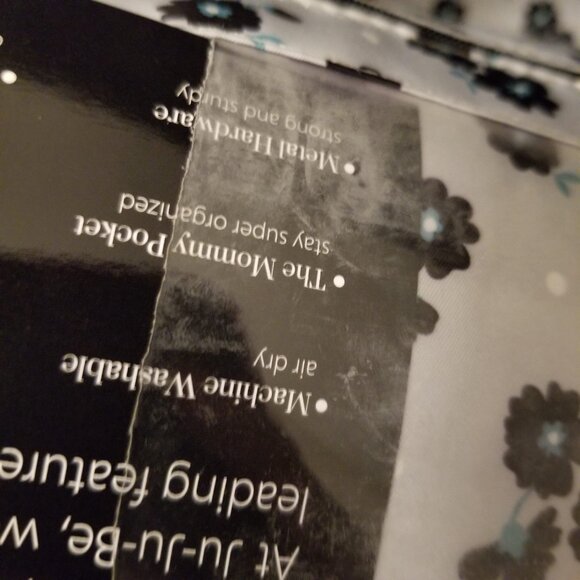 At Ju-Ju-Be, w
leading feature
• Machine Washable
air dry
• The Mommy Pocket
stay super organized
• Metal Hardware
strong and sturdy